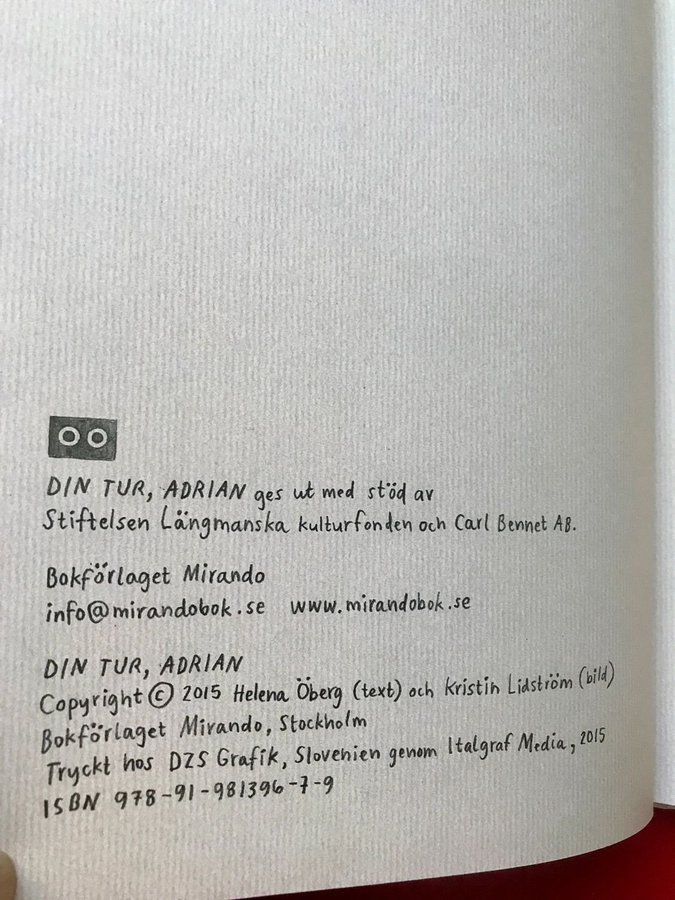 DIN TUR, ADRIAN ges ut med stöd av
Stiftelsen Längmanska kulturfonden och Carl Bennet AB.
Bokförlaget Mirando
info@mirandobok.se www.mirandobok.se
DIN TUR, ADRIAN
Copyright © 2015 Helena Öberg (text) och Kristin Lidström (bild)
Bokförlaget Mirando, Stockholm
Tryckt hos DZS Grafik, Slovenien genom Italgraf Media, 2015
ISBN 978-91-981396-7-9